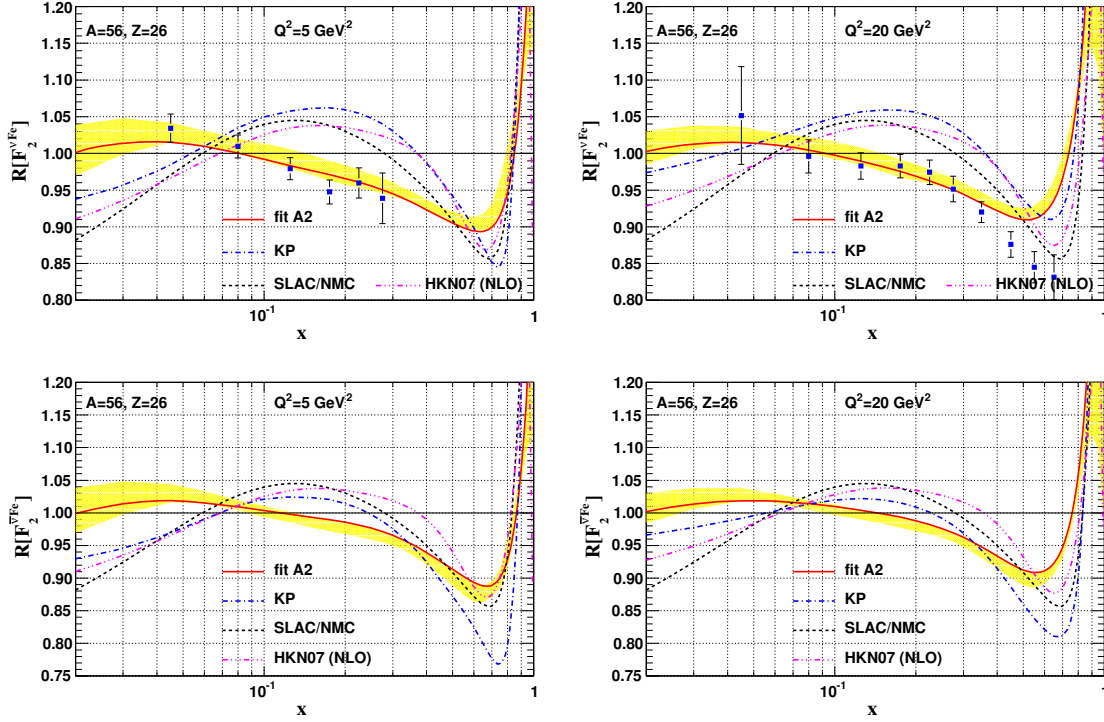 A=56, Z=26 Q²=5 GeV²
R[F₂^νFe]
1.20
1.15
1.10
1.05
1.00
0.95
0.90
0.85
0.80
fit A2
KP
SLAC/NMC HKN07 (NLO)
10⁻¹ 1
x
A=56, Z=26 Q²=20 GeV²
R[F₂^νFe]
1.20
1.15
1.10
1.05
1.00
0.95
0.90
0.85
0.80
fit A2
KP
SLAC/NMC HKN07 (NLO)
10⁻¹ 1
x
A=56, Z=26 Q²=5 GeV²
R[F₂^ν̅Fe]
1.20
1.15
1.10
1.05
1.00
0.95
0.90
0.85
0.80
0.75
fit A2
KP
SLAC/NMC
HKN07 (NLO)
10⁻¹ 1
x
A=56, Z=26 Q²=20 GeV²
R[F₂^ν̅Fe]
1.20
1.15
1.10
1.05
1.00
0.95
0.90
0.85
0.80
0.75
fit A2
KP
SLAC/NMC
HKN07 (NLO)
10⁻¹ 1
x